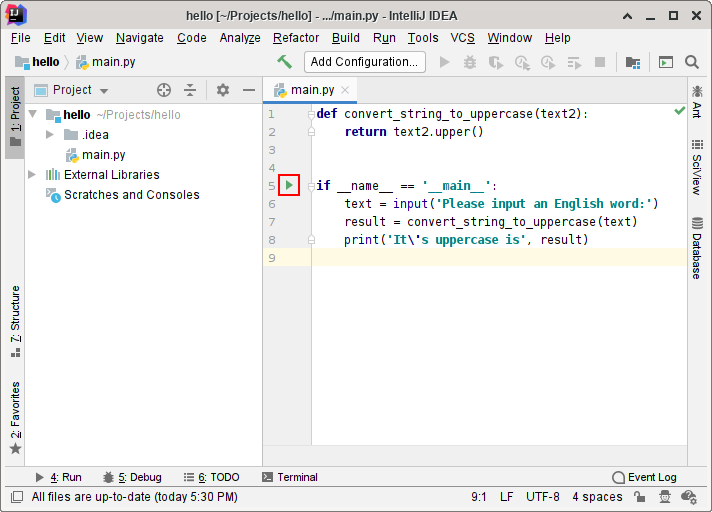 hello [~/Projects/hello] - .../main.py - IntelliJ IDEA
File Edit View Navigate Code Analyze Refactor Build Run Tools VCS Window Help
hello main.py Add Configuration...
1: Project
Project
hello ~/Projects/hello
.idea
main.py
External Libraries
Scratches and Consoles
7: Structure
2: Favorites
main.py
1 def convert_string_to_uppercase(text2):
2     return text2.upper()
3
4
5 if __name__ == '__main__':
6     text = input('Please input an English word:')
7     result = convert_string_to_uppercase(text)
8     print('It\'s uppercase is', result)
9
Ant
SciView
Database
4: Run 5: Debug 6: TODO Terminal Event Log
All files are up-to-date (today 5:30 PM) 9:1 LF UTF-8 4 spaces